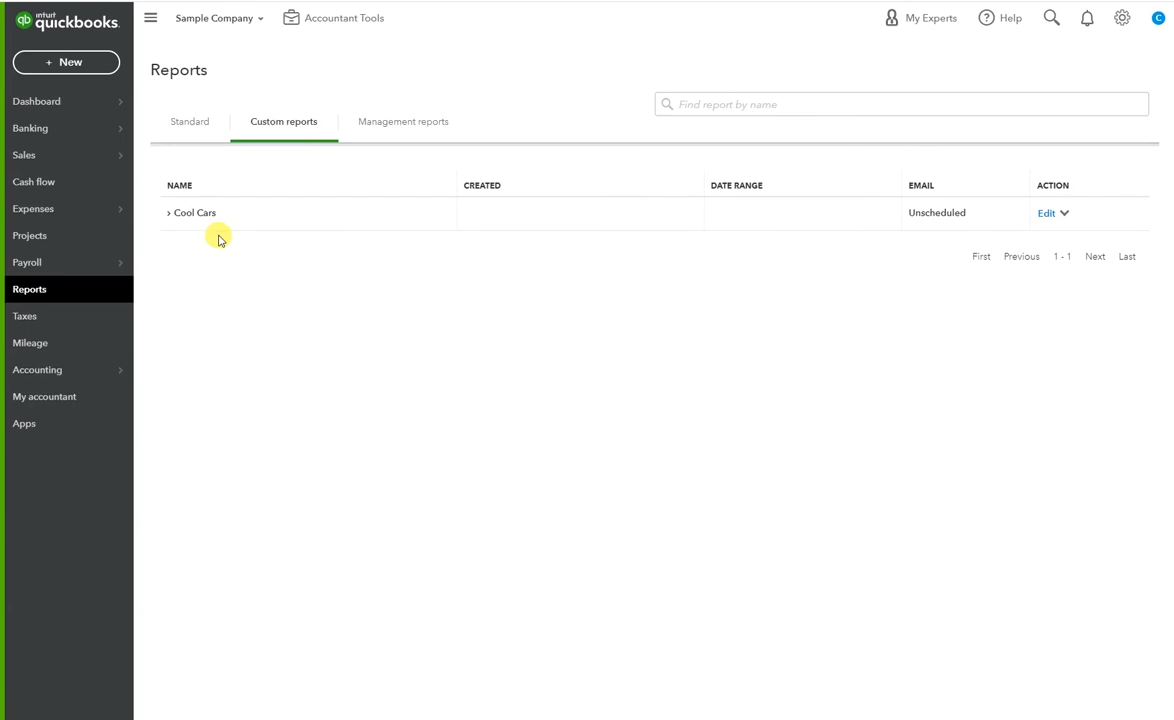 intuit
quickbooks.
Sample Company
Accountant Tools
My Experts
Help
C
+ New
Dashboard
Banking
Sales
Cash flow
Expenses
Projects
Payroll
Reports
Taxes
Mileage
Accounting
My accountant
Apps
Reports
Find report by name
Standard
Custom reports
Management reports
NAME CREATED DATE RANGE EMAIL ACTION
Cool Cars Unscheduled Edit
First Previous 1 - 1 Next Last